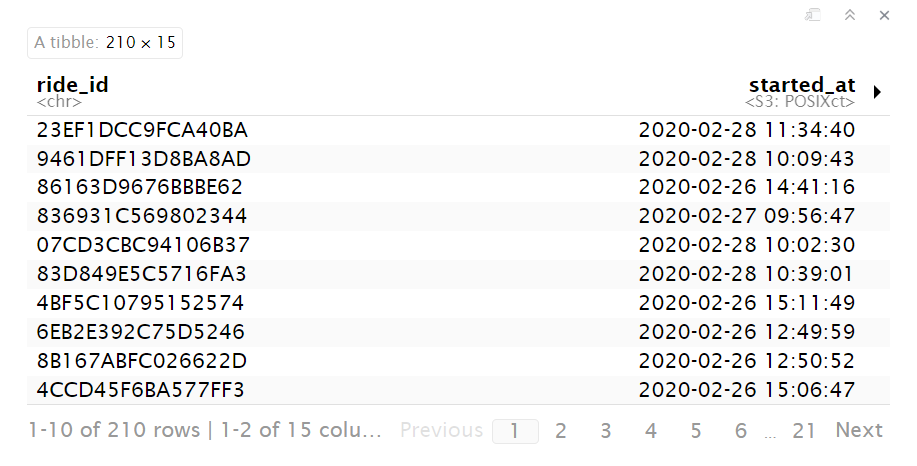 A tibble: 210 × 15
ride_id started_at
<chr> <S3: POSIXct>
23EF1DCC9FCA40BA 2020-02-28 11:34:40
9461DFF13D8BA8AD 2020-02-28 10:09:43
86163D9676BBBE62 2020-02-26 14:41:16
836931C569802344 2020-02-27 09:56:47
07CD3CBC94106B37 2020-02-28 10:02:30
83D849E5C5716FA3 2020-02-28 10:39:01
4BF5C10795152574 2020-02-26 15:11:49
6EB2E392C75D5246 2020-02-26 12:49:59
8B167ABFC026622D 2020-02-26 12:50:52
4CCD45F6BA577FF3 2020-02-26 15:06:47
1-10 of 210 rows | 1-2 of 15 colu... Previous 1 2 3 4 5 6 ... 21 Next